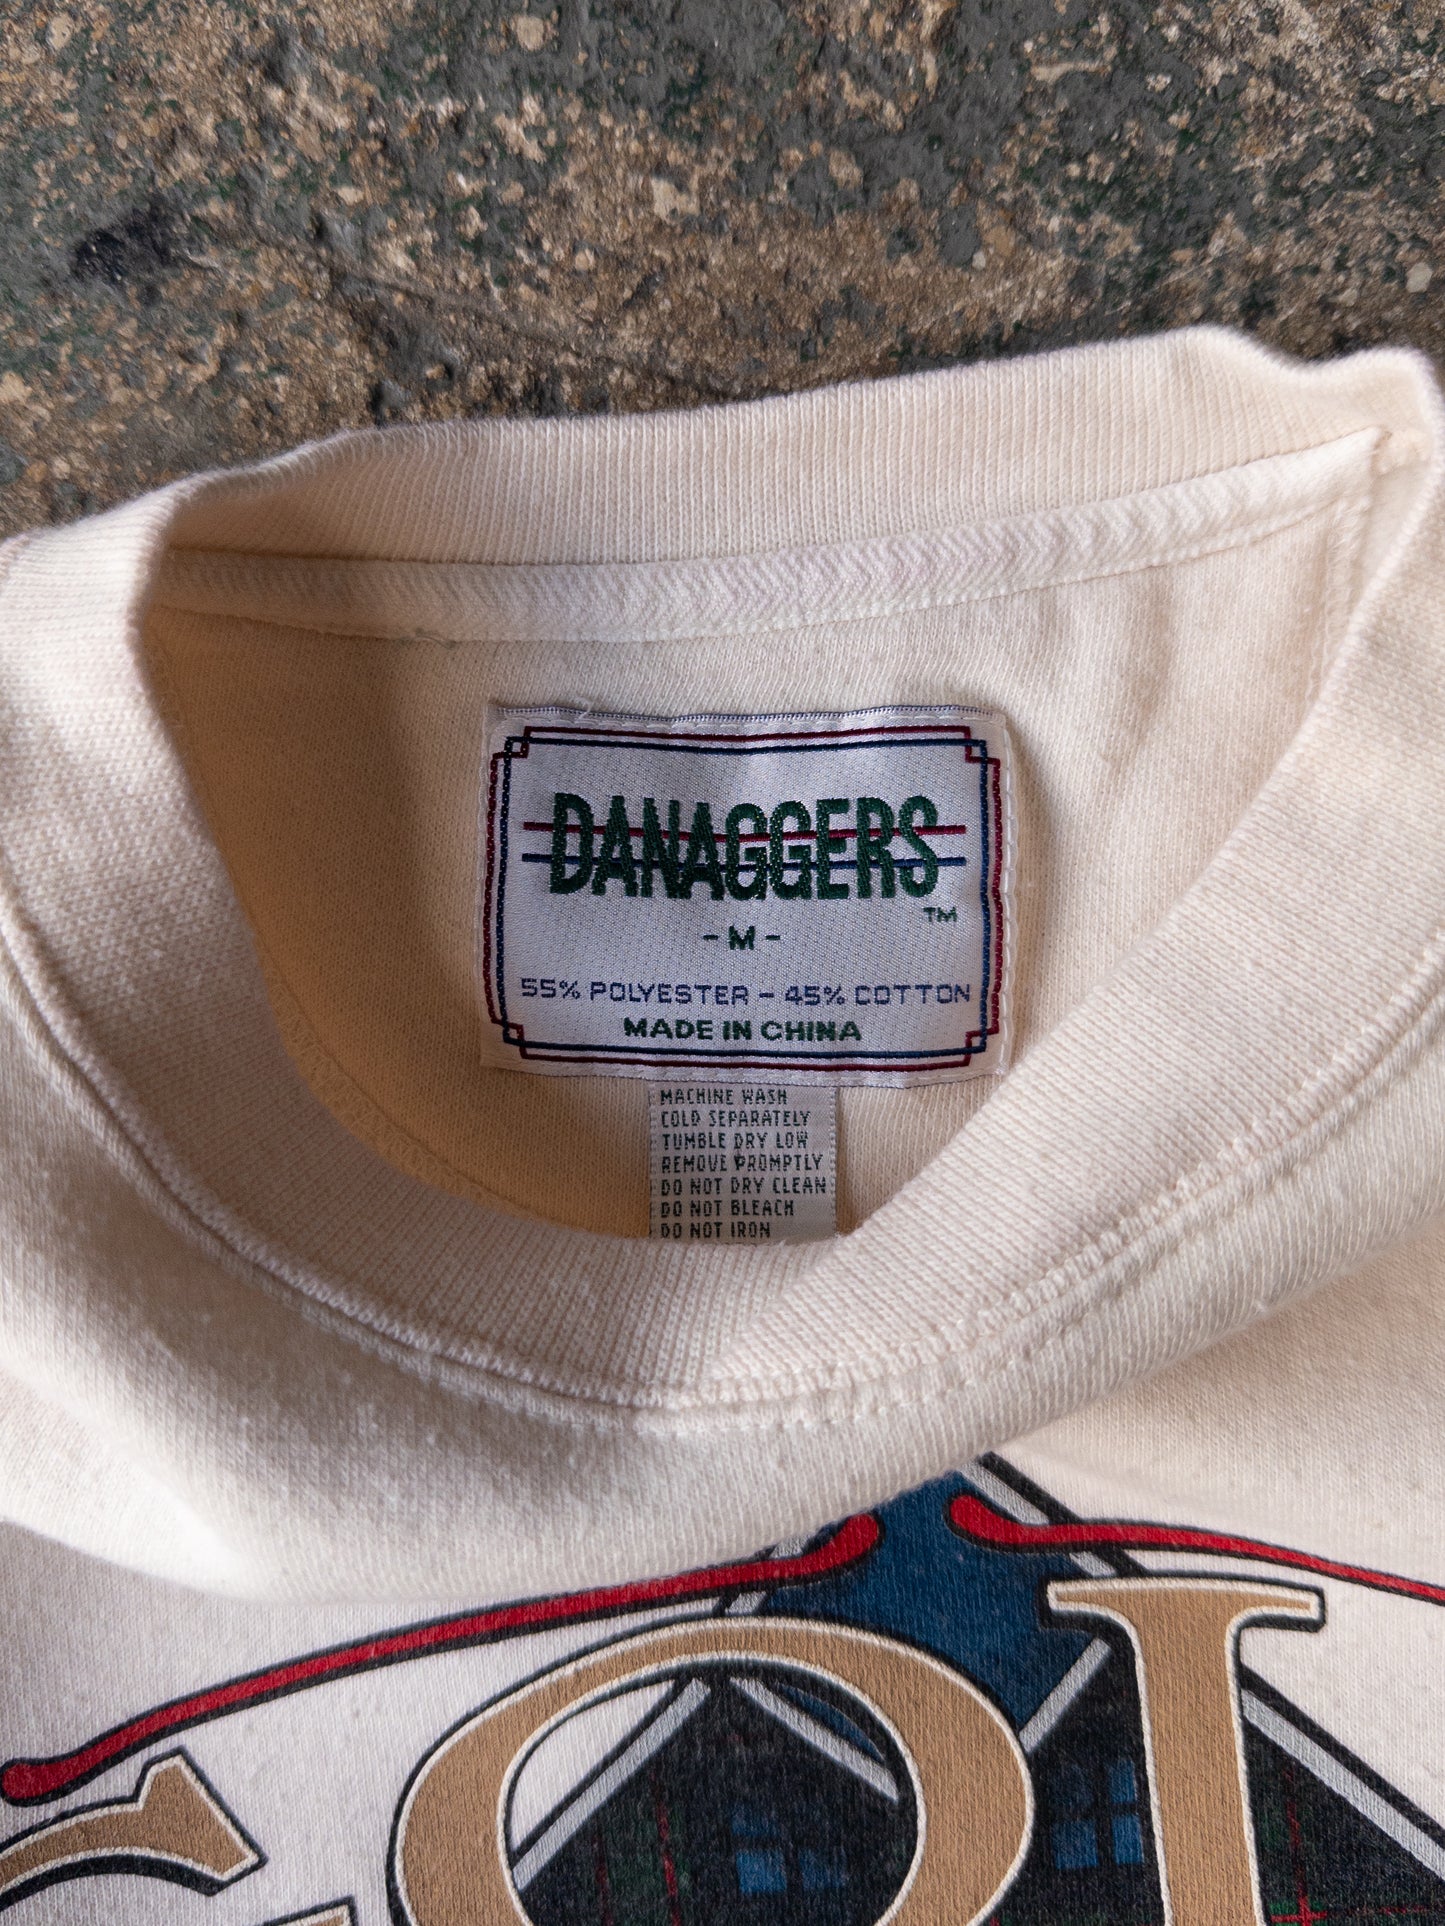 DANAGGERS
TM
- M -
55% POLYESTER - 45% COTTON
MADE IN CHINA
MACHINE WASH
COLD SEPARATELY
TUMBLE DRY LOW
REMOVE PROMPTLY
DO NOT DRY CLEAN
DO NOT BLEACH
DO NOT IRON